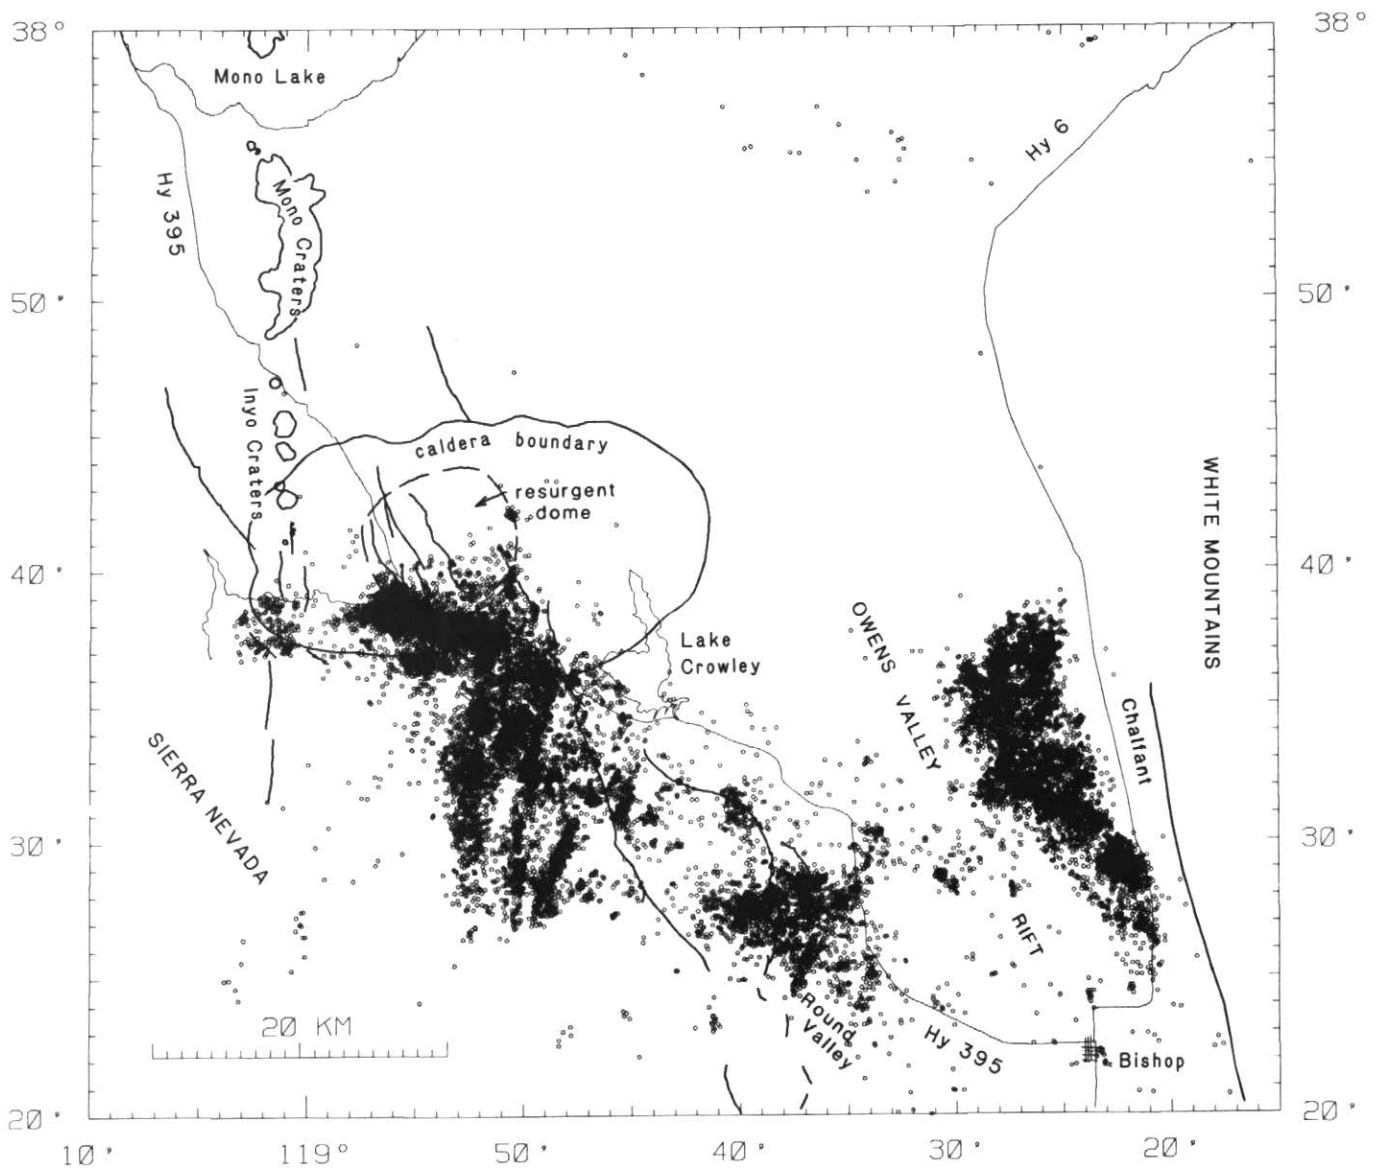 38°
38°
Mono Lake
Hy 6
Hy 395
Mono Craters
50'
50'
Inyo Craters
caldera boundary
resurgent
dome
WHITE MOUNTAINS
40'
40'
OWENS VALLEY
Lake
Crowley
Chalfant
SIERRA NEVADA
30'
30'
RIFT
20 KM
Round
Valley
Hy 395
Bishop
20'
20'
10'
119°
50'
40'
30'
20'